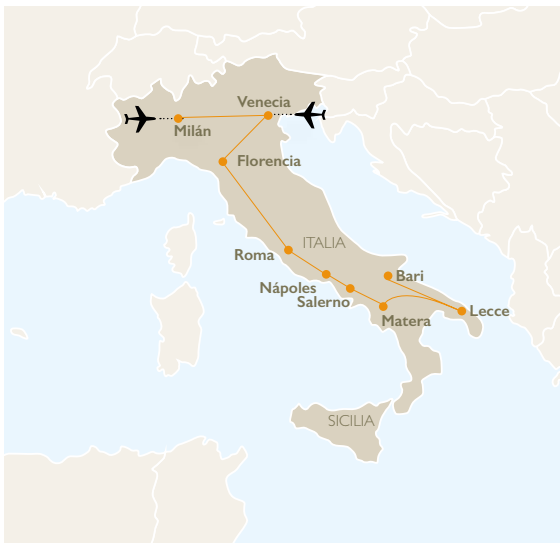 Venecia
Milán
Florencia
ITALIA
Roma
Bari
Nápoles
Salerno
Lecce
Matera
SICILIA